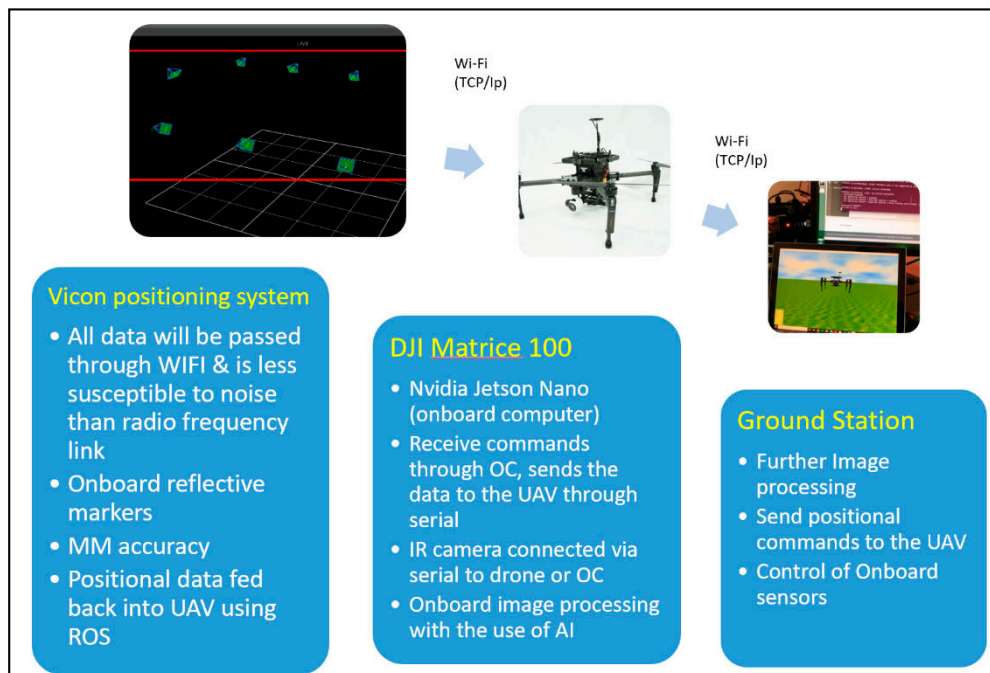 LIVE
Wi-Fi
(TCP/Ip)
Wi-Fi
(TCP/Ip)
Vicon positioning system
• All data will be passed
through WIFI & is less
susceptible to noise
than radio frequency
link
• Onboard reflective
markers
• MM accuracy
• Positional data fed
back into UAV using
ROS
DJI Matrice 100
• Nvidia Jetson Nano
(onboard computer)
• Receive commands
through OC, sends the
data to the UAV through
serial
• IR camera connected via
serial to drone or OC
• Onboard image processing
with the use of AI
Ground Station
• Further Image
processing
• Send positional
commands to the UAV
• Control of Onboard
sensors